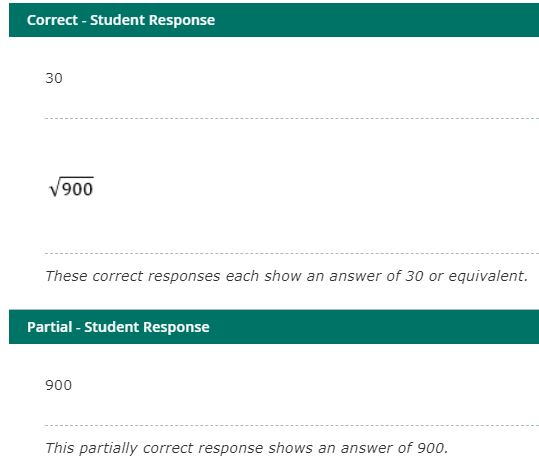 Correct - Student Response
30
√900
These correct responses each show an answer of 30 or equivalent.
Partial - Student Response
900
This partially correct response shows an answer of 900.